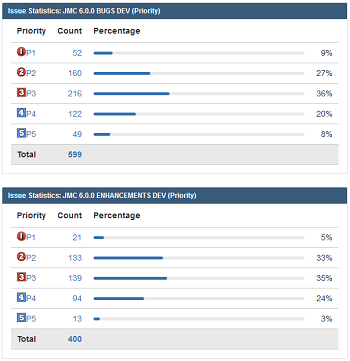 Issue Statistics: JMC 6.0.0 BUGS DEV (Priority)
Priority Count Percentage
1 P1 52 9%
2 P2 160 27%
3 P3 216 36%
4 P4 122 20%
5 P5 49 8%
Total 599
Issue Statistics: JMC 6.0.0 ENHANCEMENTS DEV (Priority)
Priority Count Percentage
1 P1 21 5%
2 P2 133 33%
3 P3 139 35%
4 P4 94 24%
5 P5 13 3%
Total 400